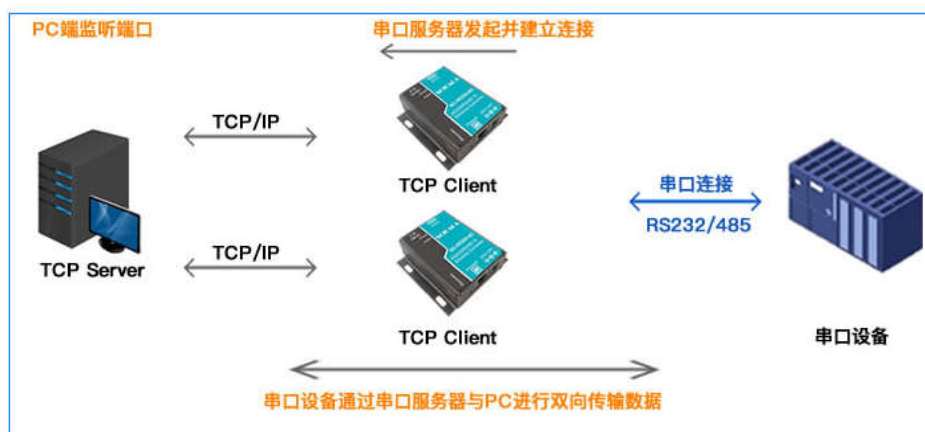 PC端监听端口
串口服务器发起并建立连接
TCP/IP
TCP Client
串口连接
RS232/485
TCP/IP
TCP Server
TCP Client
串口设备
串口设备通过串口服务器与PC进行双向传输数据